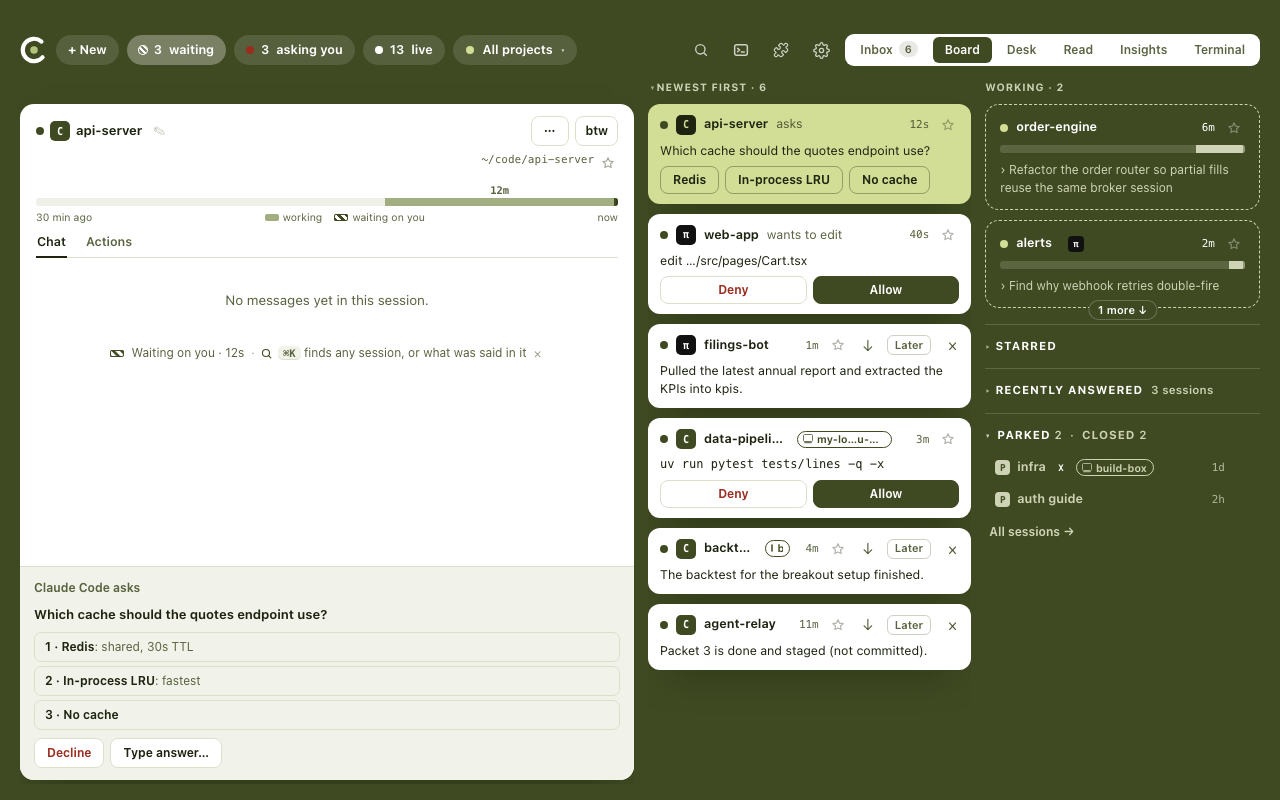 + New
3 waiting
3 asking you
13 live
All projects
Inbox 6
Board
Desk
Read
Insights
Terminal
C api-server
...
btw
~/code/api-server
12m
30 min ago
working
waiting on you
now
Chat
Actions
No messages yet in this session.
Waiting on you · 12s · ⌘K finds any session, or what was said in it ×
Claude Code asks
Which cache should the quotes endpoint use?
1 · Redis: shared, 30s TTL
2 · In-process LRU: fastest
3 · No cache
Decline
Type answer...
NEWEST FIRST · 6
C api-server asks 12s
Which cache should the quotes endpoint use?
Redis
In-process LRU
No cache
π web-app wants to edit 40s
edit .../src/pages/Cart.tsx
Deny
Allow
π filings-bot 1m Later
Pulled the latest annual report and extracted the
KPIs into kpis.
C data-pipeli... my-lo...u-... 3m
uv run pytest tests/lines -q -x
Deny
Allow
C backt... 4m Later
The backtest for the breakout setup finished.
C agent-relay 11m Later
Packet 3 is done and staged (not committed).
WORKING · 2
order-engine 6m
› Refactor the order router so partial fills
reuse the same broker session
alerts π 2m
› Find why webhook retries double-fire
1 more ↓
STARRED
RECENTLY ANSWERED 3 sessions
PARKED 2 · CLOSED 2
P infra x build-box 1d
P auth guide 2h
All sessions →